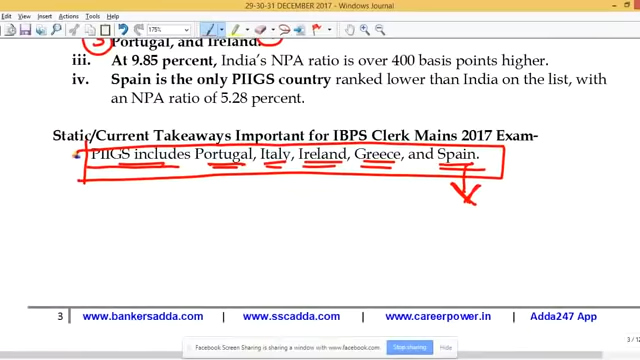 29-30-31 DECEMBER 2017 - Windows Journal
File Edit View Insert Actions Tools Help
175%
3 Portugal, and Ireland.
iii. At 9.85 percent, India's NPA ratio is over 400 basis points higher.
iv. Spain is the only PIIGS country ranked lower than India on the list, with
an NPA ratio of 5.28 percent.
Static/Current Takeaways Important for IBPS Clerk Mains 2017 Exam-
PIIGS includes Portugal, Italy, Ireland, Greece, and Spain.
3 www.bankersadda.com | www.sscadda.com | www.careerpower.in | Adda247 App
3 / 12
Facebook Screen Sharing is sharing a window with www.facebook.com. Stop sharing Hide